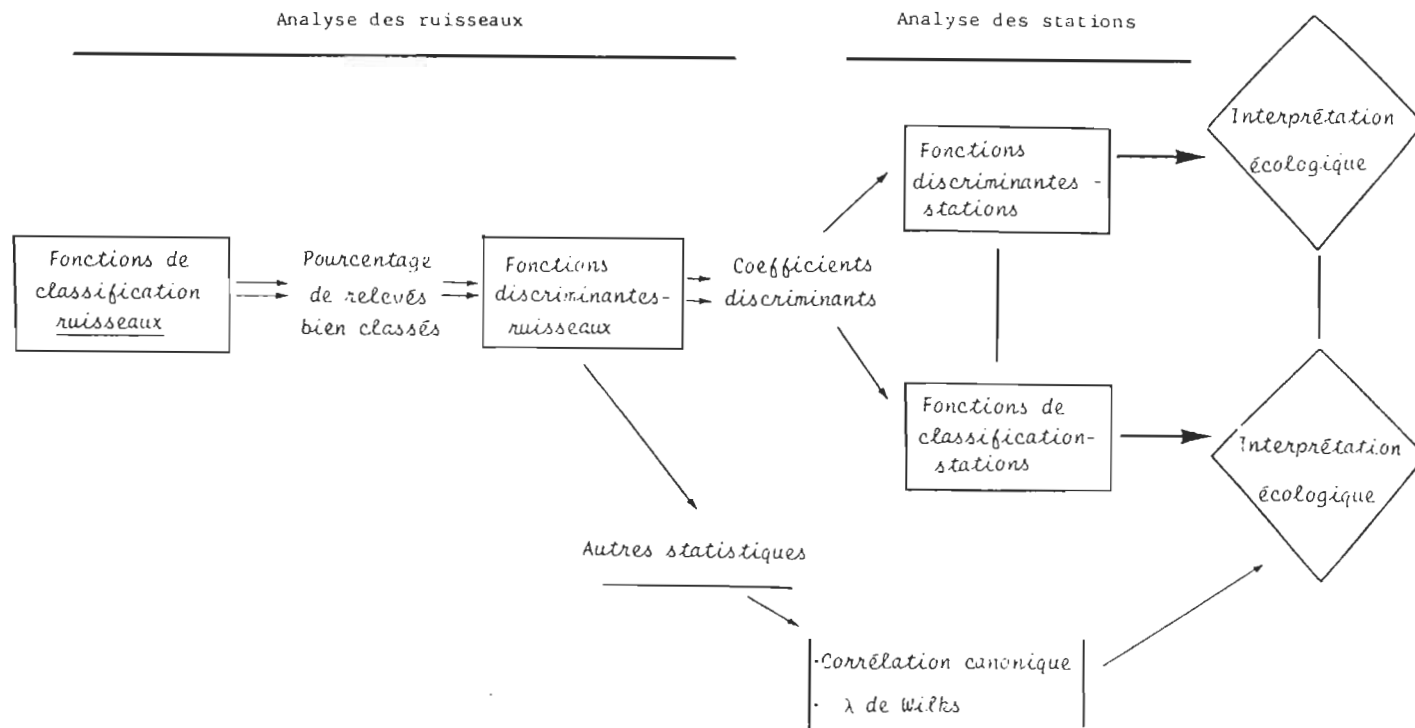 Analyse des ruisseaux
Analyse des stations
Fonctions de
classification
ruisseaux
Pourcentage
de relevés
bien classés
Fonctions
discriminantes-
ruisseaux
Coefficients
discriminants
Fonctions
discriminantes -
stations
Interprétation
écologique
Fonctions de
classification-
stations
Interprétation
écologique
Autres statistiques
·Corrélation canonique
· λ de Wilks